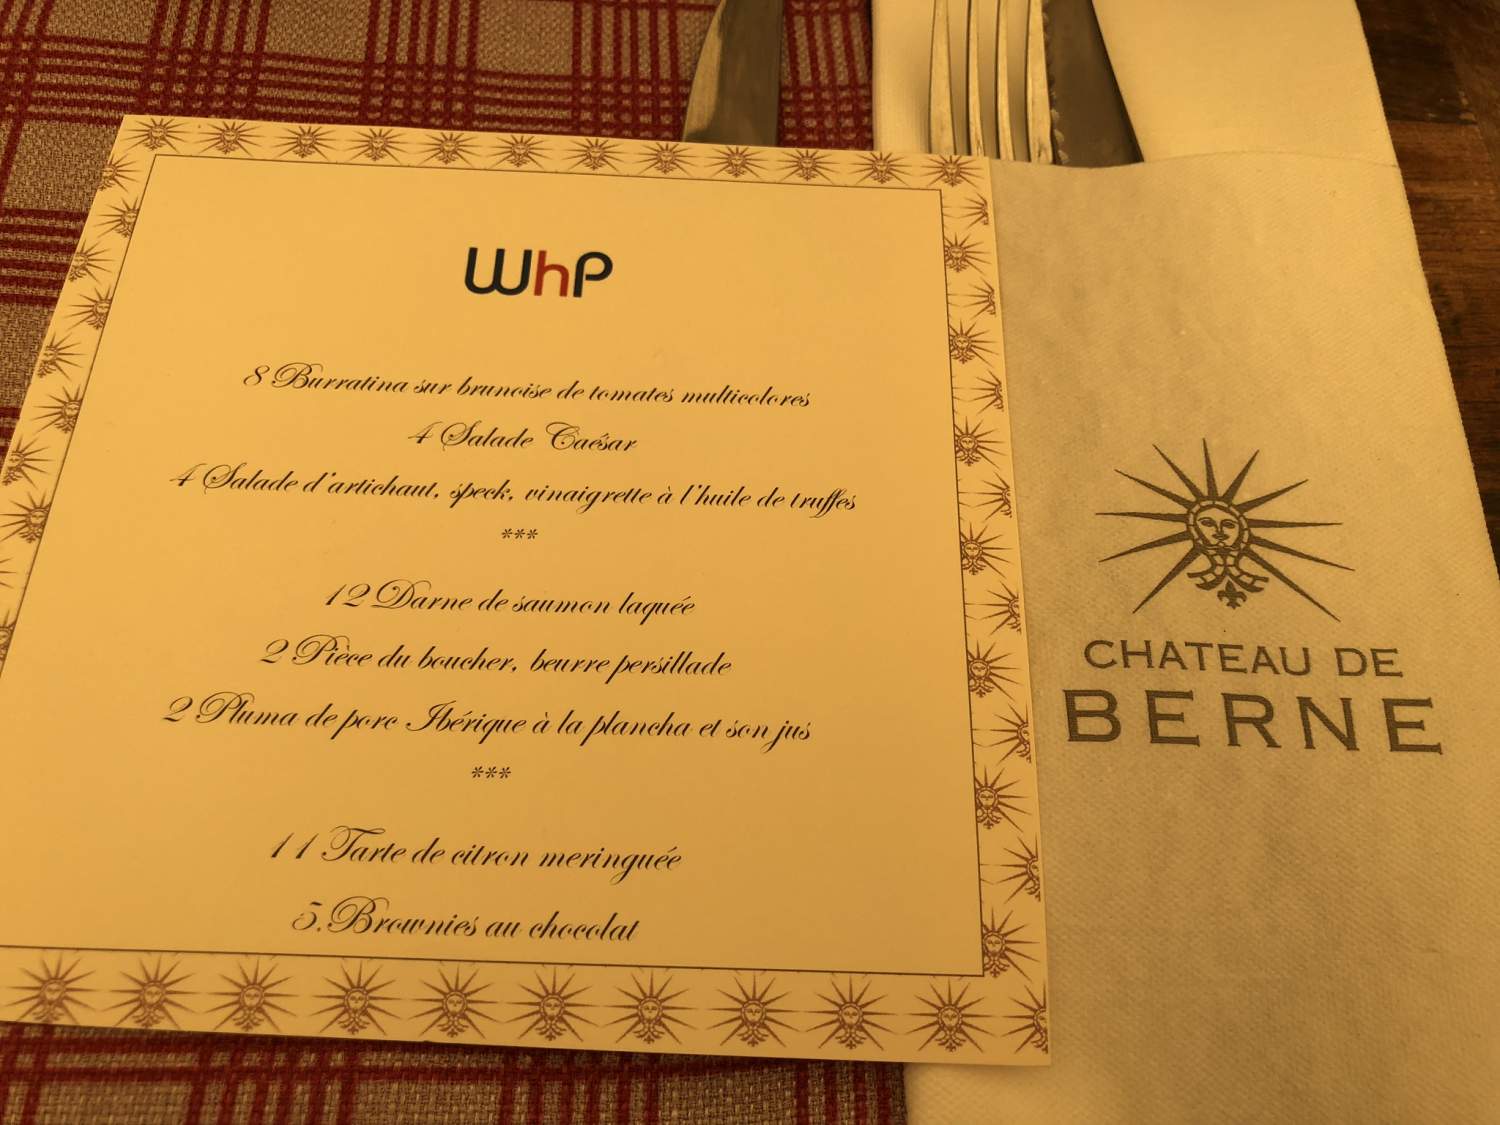 WhP
8 Burratina sur brunoise de tomates multicolores
4 Salade Caésar
4 Salade d'artichaut, speck, vinaigrette à l'huile de truffes
***
12 Darne de saumon laquée
2 Pièce du boucher, beurre persillade
2 Pluma de porc Ibérique à la plancha et son jus
***
11 Tarte de citron meringuée
5.Brownies au chocolat
CHATEAU DE
BERNE